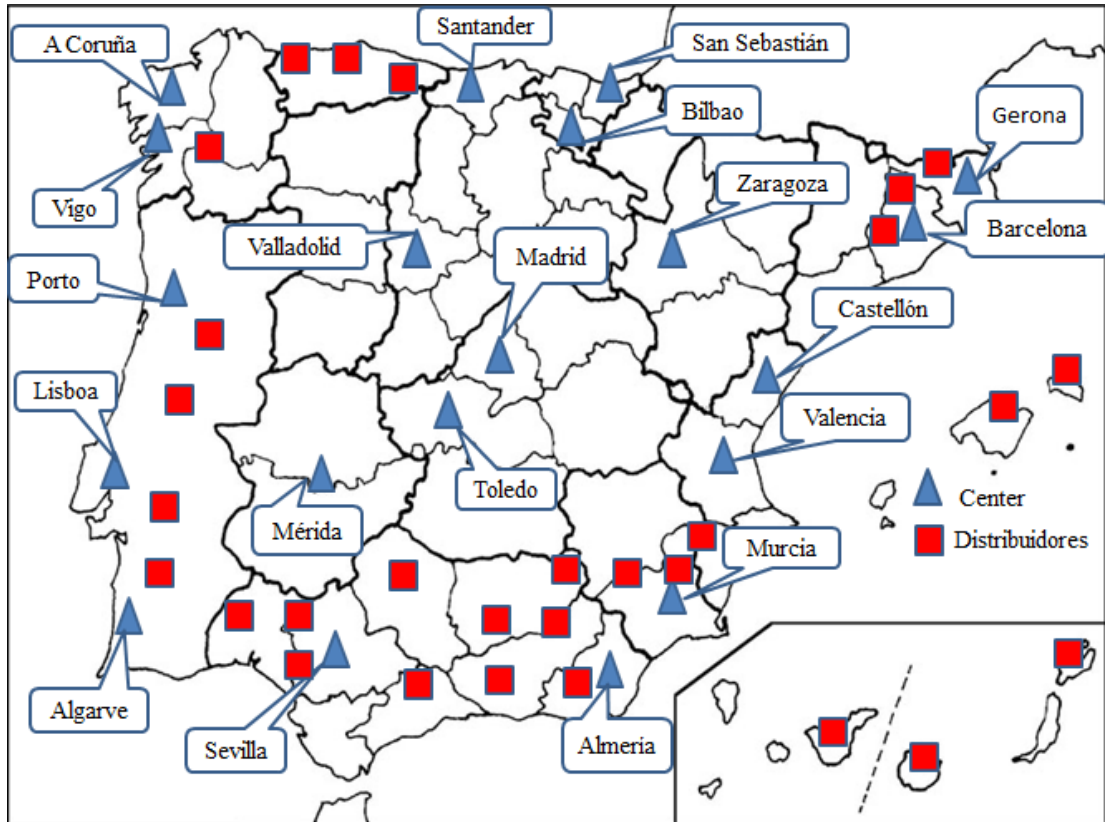 Santander
A Coruña
San Sebastián
Bilbao
Gerona
Zaragoza
Vigo
Valladolid
Madrid
Barcelona
Porto
Castellón
Lisboa
Valencia
Toledo
Center
Mérida
Murcia
Distribuidores
Algarve
Sevilla
Almeria